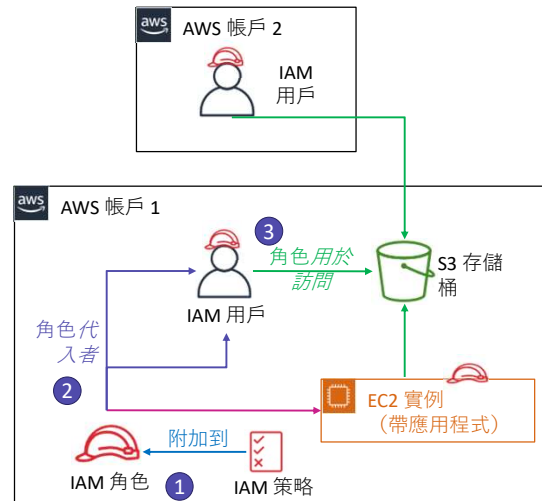 aws
AWS 帳戶 2
IAM
用戶
aws
AWS 帳戶 1
3
角色用於
訪問
S3 存儲
桶
IAM 用戶
角色代
入者
2
EC2 實例
（帶應用程式）
附加到
IAM 角色
1
IAM 策略